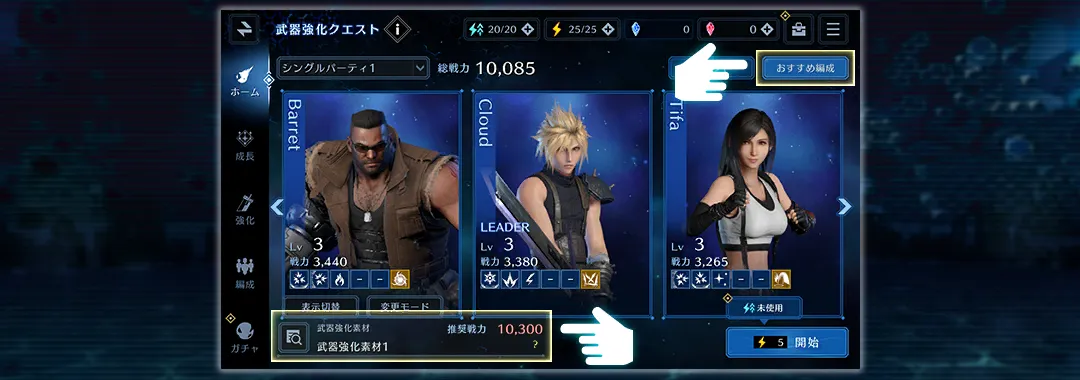 武器強化クエスト
20/20
25/25
0
0
シングルパーティ1
総戦力 10,085
おすすめ編成
ホーム
成長
強化
編成
ガチャ
Barret
Lv 3
戦力 3,440
Cloud
LEADER
Lv 3
戦力 3,380
Tifa
Lv 3
戦力 3,265
表示切替
変更モード
未使用
武器強化素材
武器強化素材1
推奨戦力 10,300
?
5 開始